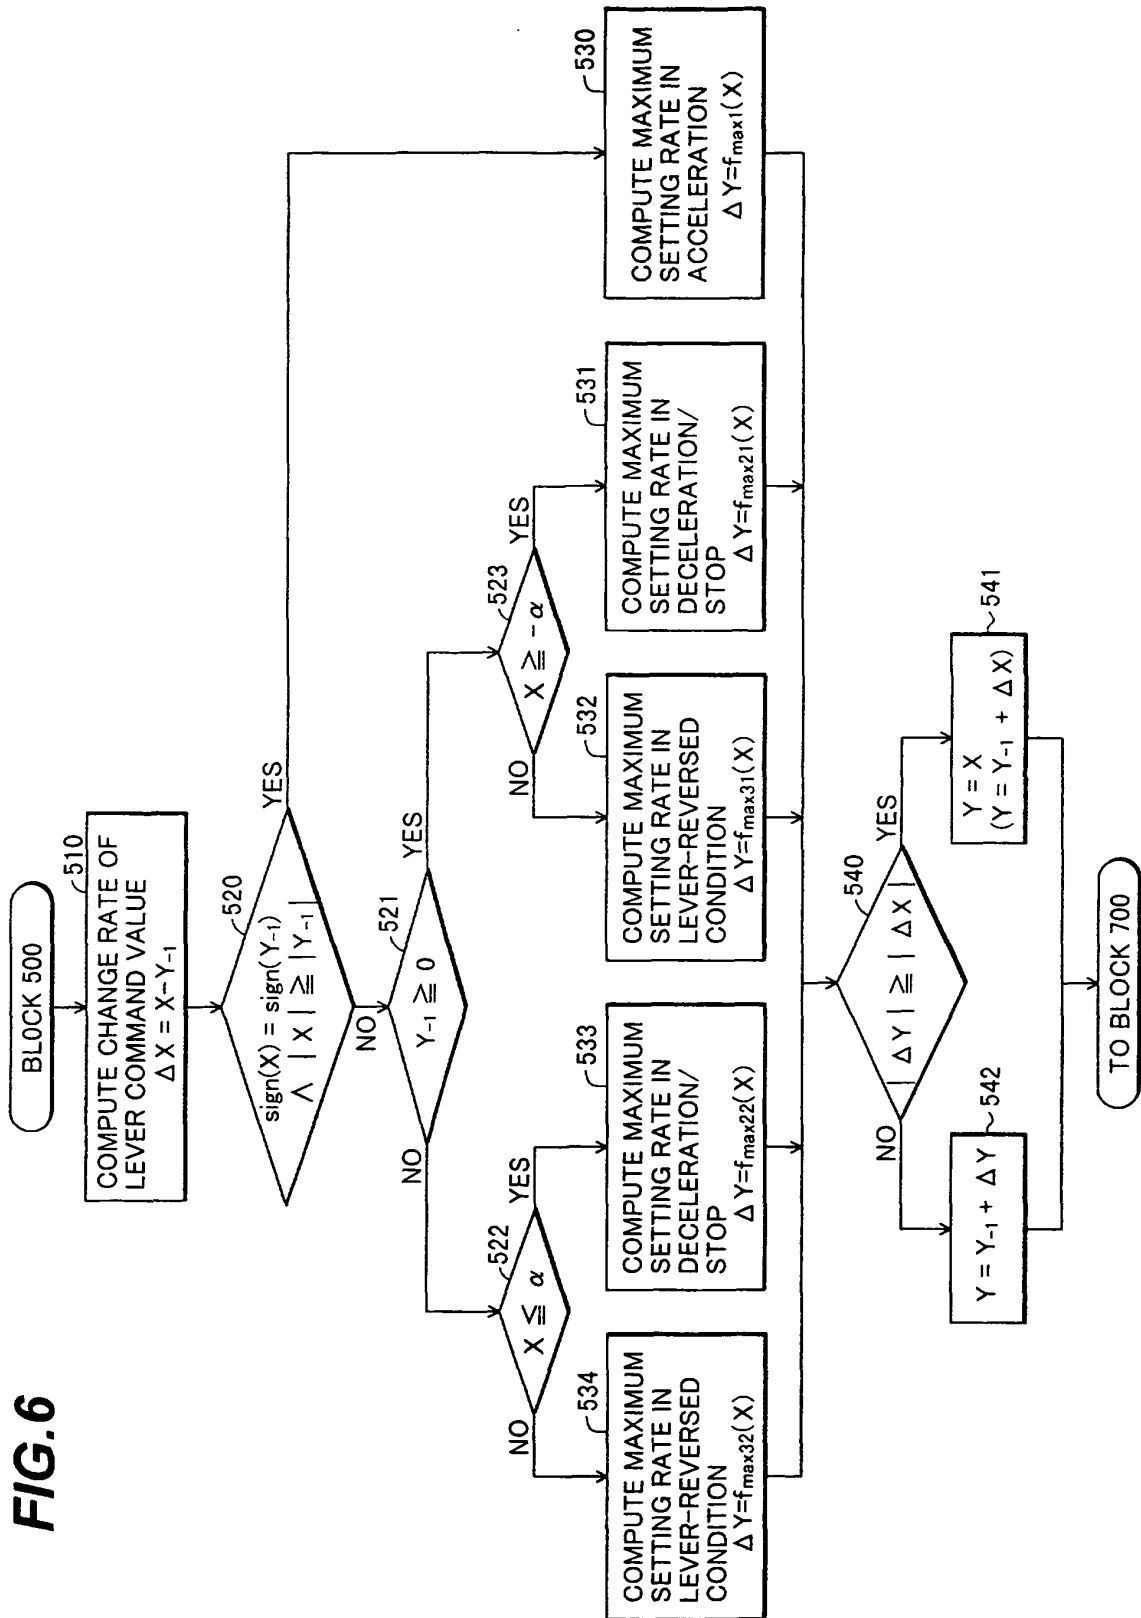 FIG.6
BLOCK 500
510
COMPUTE CHANGE RATE OF
LEVER COMMAND VALUE
ΔX = X-Y₋₁
520
sign(X) = sign(Y₋₁)
∧ |X| ≧ |Y₋₁|
YES
NO
521
Y₋₁ ≧ 0
NO
YES
522
X ≦ α
NO
YES
523
X ≧ -α
NO
YES
534
COMPUTE MAXIMUM
SETTING RATE IN
LEVER-REVERSED
CONDITION
ΔY=fmax32(X)
533
COMPUTE MAXIMUM
SETTING RATE IN
DECELERATION/
STOP
ΔY=fmax22(X)
532
COMPUTE MAXIMUM
SETTING RATE IN
LEVER-REVERSED
CONDITION
ΔY=fmax31(X)
531
COMPUTE MAXIMUM
SETTING RATE IN
DECELERATION/
STOP
ΔY=fmax21(X)
530
COMPUTE MAXIMUM
SETTING RATE IN
ACCELERATION
ΔY=fmax1(X)
540
|ΔY| ≧ |ΔX|
NO
YES
542
Y = Y₋₁ + ΔY
541
Y = X
(Y = Y₋₁ + ΔX)
TO BLOCK 700